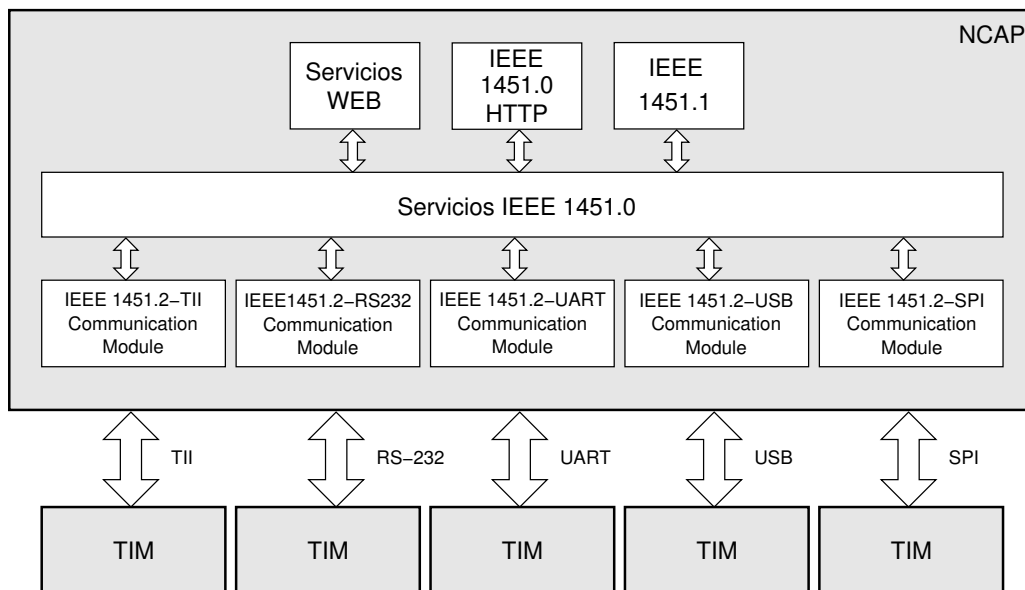 NCAP
Servicios
WEB
IEEE
1451.0
HTTP
IEEE
1451.1
Servicios IEEE 1451.0
IEEE 1451.2−TII
Communication
Module
IEEE1451.2−RS232
Communication
Module
IEEE 1451.2−UART
Communication
Module
IEEE 1451.2−USB
Communication
Module
IEEE 1451.2−SPI
Communication
Module
TII
RS−232
UART
USB
SPI
TIM
TIM
TIM
TIM
TIM